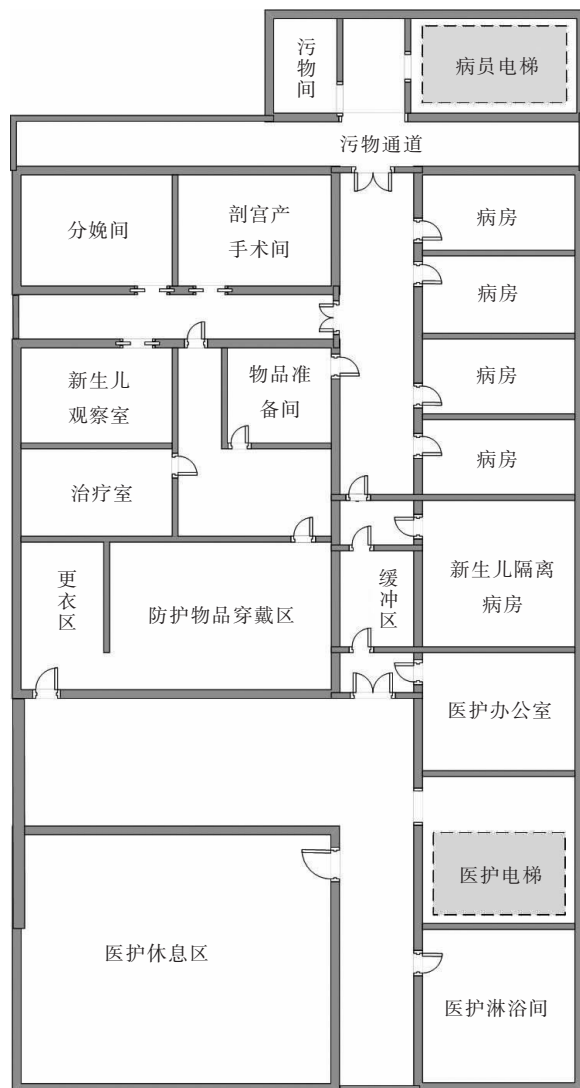 污物间
病员电梯
污物通道
分娩间
剖宫产
手术间
病房
病房
新生儿
观察室
物品准
备间
病房
治疗室
病房
更衣区
防护物品穿戴区
缓冲区
新生儿隔离
病房
医护办公室
医护电梯
医护休息区
医护淋浴间